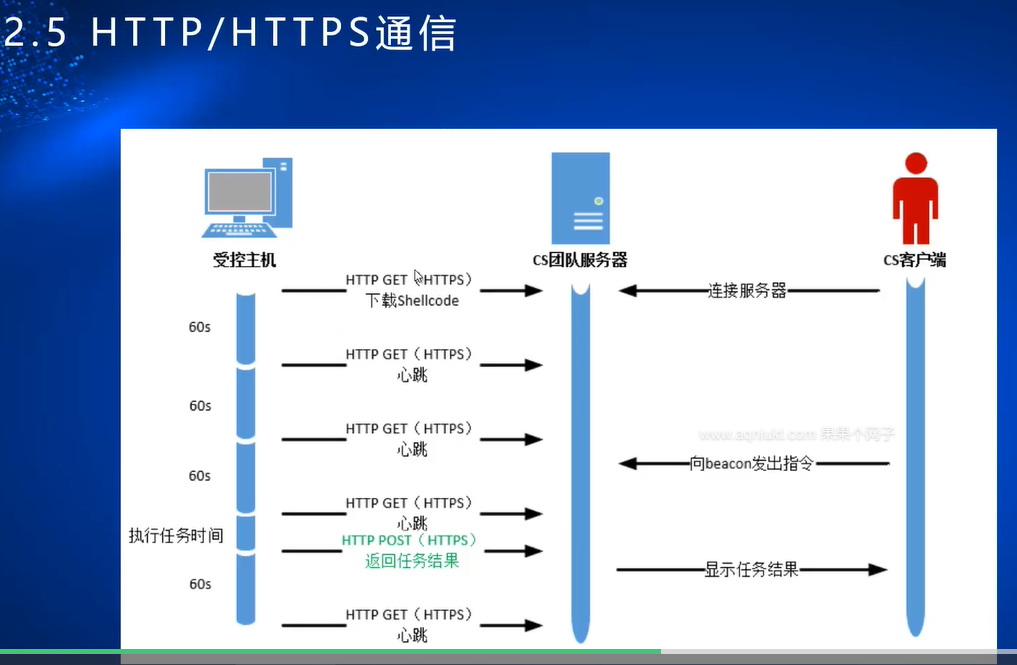 2.5 HTTP/HTTPS通信
受控主机
CS团队服务器
CS客户端
HTTP GET（HTTPS）
下载Shellcode
连接服务器
60s
HTTP GET（HTTPS）
心跳
60s
HTTP GET（HTTPS）
心跳
www.aqniukt.com 果果个网子
向beacon发出指令
60s
HTTP GET（HTTPS）
心跳
执行任务时间
HTTP POST（HTTPS）
返回任务结果
显示任务结果
60s
HTTP GET（HTTPS）
心跳